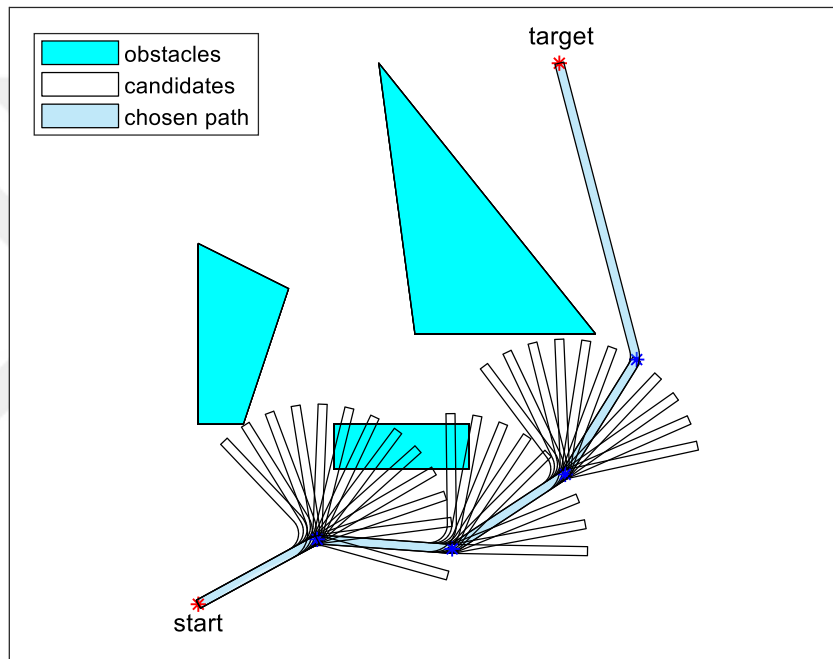 target
obstacles
candidates
chosen path
start